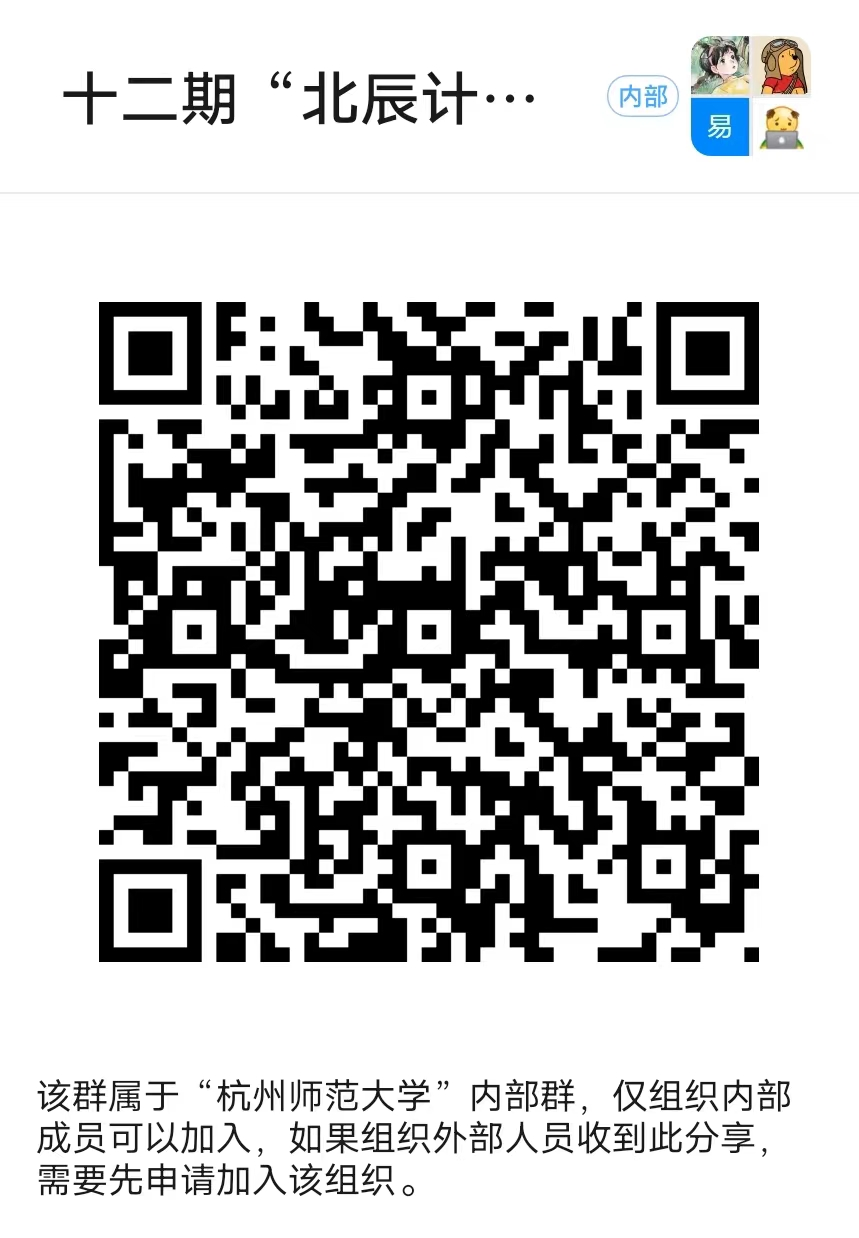 十二期“北辰计…
内部
易
该群属于“杭州师范大学”内部群，仅组织内部
成员可以加入，如果组织外部人员收到此分享，
需要先申请加入该组织。